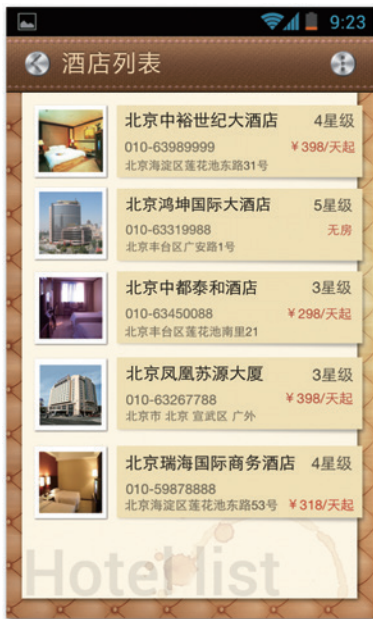 9:23
酒店列表
北京中裕世纪大酒店 4星级
010-63989999 ¥398/天起
北京海淀区莲花池东路31号
北京鸿坤国际大酒店 5星级
010-63319988 无房
北京丰台区广安路1号
北京中都泰和酒店 3星级
010-63450088 ¥298/天起
北京丰台区莲花池南里21
北京凤凰苏源大厦 3星级
010-63267788 ¥398/天起
北京市 北京 宣武区 广外
北京瑞海国际商务酒店 4星级
010-59878888
北京海淀区莲花池东路53号 ¥318/天起
Hotel list